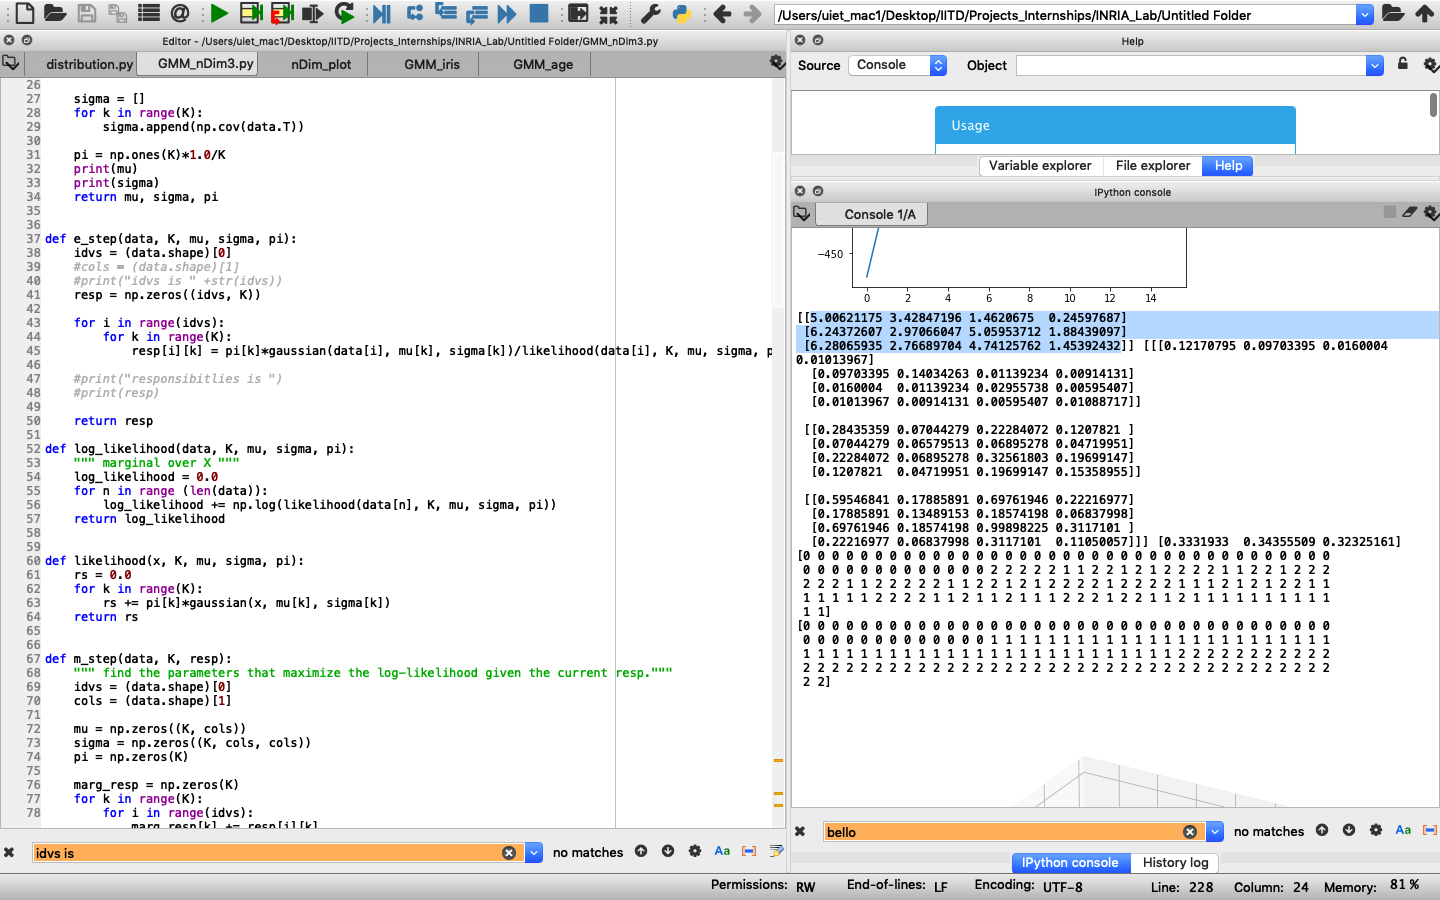 /Users/uiet_mac1/Desktop/IITD/Projects_Internships/INRIA_Lab/Untitled Folder
Editor - /Users/uiet_mac1/Desktop/IITD/Projects_Internships/INRIA_Lab/Untitled Folder/GMM_nDim3.py
distribution.py GMM_nDim3.py nDim_plot GMM_iris GMM_age
26
27 sigma = []
28 for k in range(K):
29 sigma.append(np.cov(data.T))
30
31 pi = np.ones(K)*1.0/K
32 print(mu)
33 print(sigma)
34 return mu, sigma, pi
35
36
37 def e_step(data, K, mu, sigma, pi):
38 idvs = (data.shape)[0]
39 #cols = (data.shape)[1]
40 #print("idvs is " +str(idvs))
41 resp = np.zeros((idvs, K))
42
43 for i in range(idvs):
44 for k in range(K):
45 resp[i][k] = pi[k]*gaussian(data[i], mu[k], sigma[k])/likelihood(data[i], K, mu, sigma, p
46
47 #print("responsibitlies is ")
48 #print(resp)
49
50 return resp
51
52 def log_likelihood(data, K, mu, sigma, pi):
53 """ marginal over X """
54 log_likelihood = 0.0
55 for n in range (len(data)):
56 log_likelihood += np.log(likelihood(data[n], K, mu, sigma, pi))
57 return log_likelihood
58
59
60 def likelihood(x, K, mu, sigma, pi):
61 rs = 0.0
62 for k in range(K):
63 rs += pi[k]*gaussian(x, mu[k], sigma[k])
64 return rs
65
66
67 def m_step(data, K, resp):
68 """ find the parameters that maximize the log-likelihood given the current resp."""
69 idvs = (data.shape)[0]
70 cols = (data.shape)[1]
71
72 mu = np.zeros((K, cols))
73 sigma = np.zeros((K, cols, cols))
74 pi = np.zeros(K)
75
76 marg_resp = np.zeros(K)
77 for k in range(K):
78 for i in range(idvs):
marg_resp[k] += resp[i][k]
idvs is no matches Aa
Help
Source Console Object
Usage
Variable explorer File explorer Help
IPython console
Console 1/A
−450
0 2 4 6 8 10 12 14
[[5.00621175 3.42847196 1.4620675  0.24597687]
[6.24372607 2.97066047 5.05953712 1.88439097]
[6.28065935 2.76689704 4.74125762 1.45392432]] [[[0.12170795 0.09703395 0.0160004
0.01013967]
[0.09703395 0.14034263 0.01139234 0.00914131]
[0.0160004  0.01139234 0.02955738 0.00595407]
[0.01013967 0.00914131 0.00595407 0.01088717]]
[[0.28435359 0.07044279 0.22284072 0.1207821 ]
[0.07044279 0.06579513 0.06895278 0.04719951]
[0.22284072 0.06895278 0.32561803 0.19699147]
[0.1207821  0.04719951 0.19699147 0.15358955]]
[[0.59546841 0.17885891 0.69761946 0.22216977]
[0.17885891 0.13489153 0.18574198 0.06837998]
[0.69761946 0.18574198 0.99898225 0.3117101 ]
[0.22216977 0.06837998 0.3117101  0.11050057]]] [0.3331933  0.34355509 0.32325161]
[0 0 0 0 0 0 0 0 0 0 0 0 0 0 0 0 0 0 0 0 0 0 0 0 0 0 0 0 0 0 0 0 0 0 0 0 0
0 0 0 0 0 0 0 0 0 0 0 0 0 2 2 2 2 2 1 1 2 2 1 2 1 2 2 1 2 2 2 1 2 1 2 2 2
2 2 2 1 1 2 2 2 2 2 1 1 2 1 2 2 1 2 2 2 2 1 2 2 2 2 2 1 1 1 1 2 1 1 2 1 1
1 1 1 1 1 2 2 2 1 1 2 1 1 1 2 1 1 2 2 1 1 1 1 1 2 1 1 1 1 1 1 1 1 1 1 1 1
1 1]
[0 0 0 0 0 0 0 0 0 0 0 0 0 0 0 0 0 0 0 0 0 0 0 0 0 0 0 0 0 0 0 0 0 0 0 0 0
0 0 0 0 0 0 0 0 0 0 0 0 0 1 1 1 1 1 1 1 1 1 1 1 1 1 1 1 1 1 1 1 1 1 1 1 1
1 1 1 1 1 1 1 1 1 1 1 1 1 1 1 1 1 1 1 1 1 1 1 1 1 1 2 2 2 2 2 2 2 2 2 2 2
2 2 2 2 2 2 2 2 2 2 2 2 2 2 2 2 2 2 2 2 2 2 2 2 2 2 2 2 2 2 2 2 2 2 2 2 2
2 2]
bello no matches Aa
IPython console History log
Permissions: RW End-of-lines: LF Encoding: UTF-8 Line: 228 Column: 24 Memory: 81 %